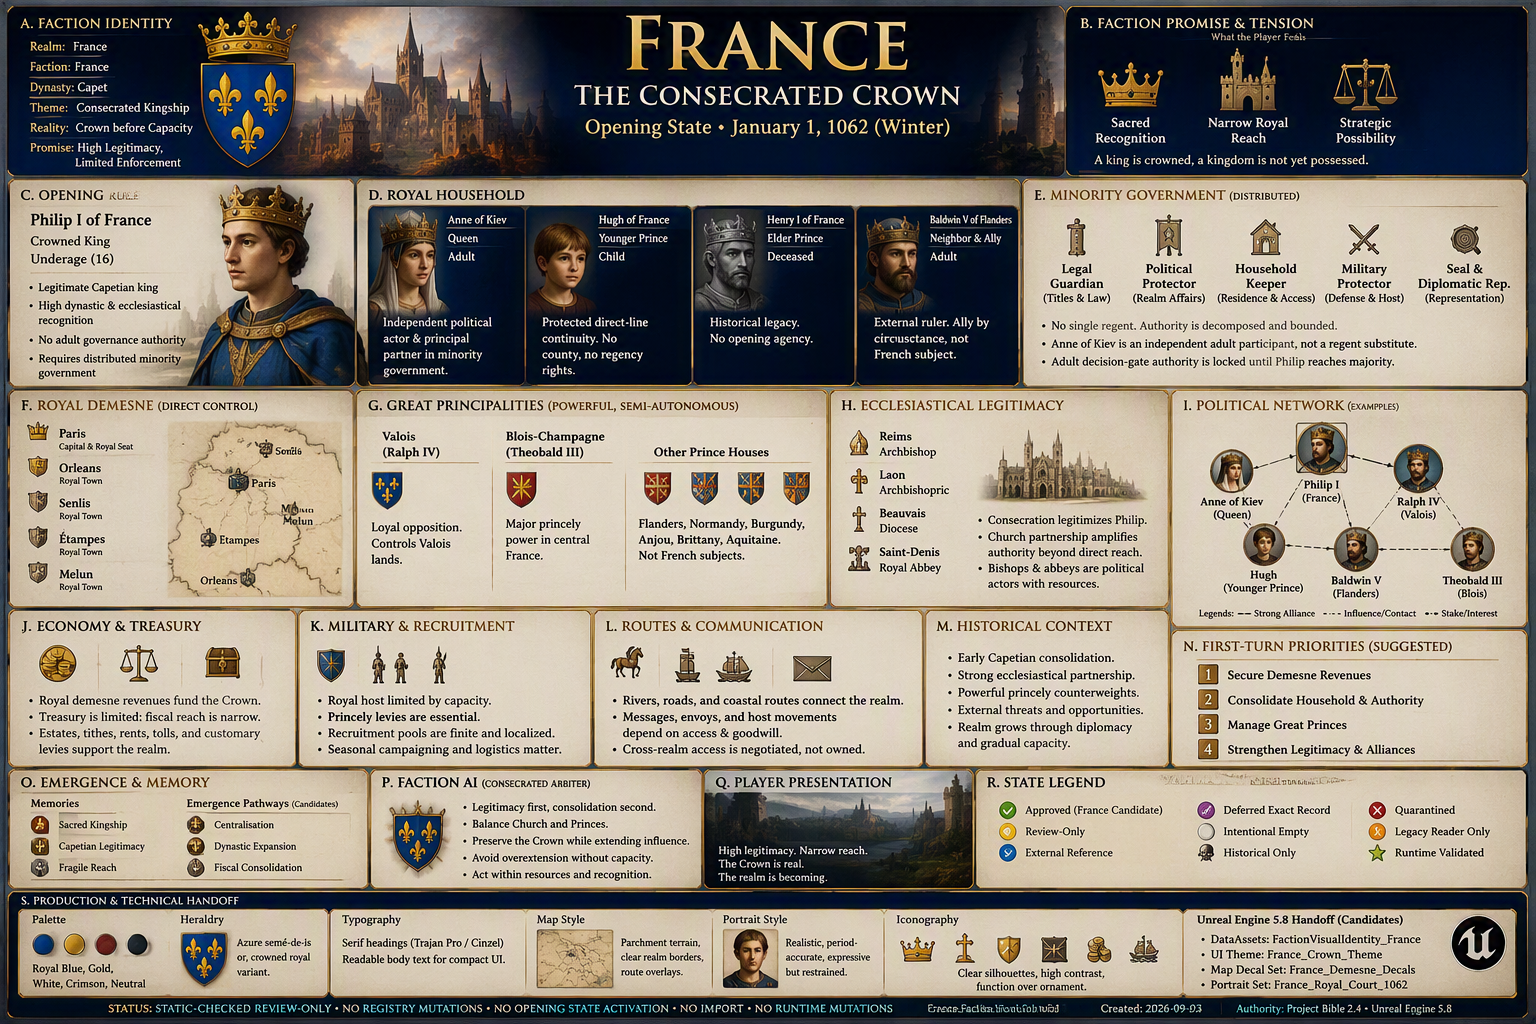 A. FACTION IDENTITY
Realm: France
Faction: France
Dynasty: Capet
Theme: Consecrated Kingship
Reality: Crown before Capacity
Promise: High Legitimacy,
Limited Enforcement
FRANCE
THE CONSECRATED CROWN
Opening State • January 1, 1062 (Winter)
B. FACTION PROMISE & TENSION
What the Player Feels
Sacred
Recognition
Narrow Royal
Reach
Strategic
Possibility
A king is crowned, a kingdom is not yet possessed.
C. OPENING
Philip I of France
Crowned King
Underage (16)
• Legitimate Capetian king
• High dynastic & ecclesiastical
recognition
• No adult governance authority
• Requires distributed minority
government
D. ROYAL HOUSEHOLD
Anne of Kiev
Queen
Adult
Independent political
actor & principal
partner in minority
government.
Hugh of France
Younger Prince
Child
Protected direct-line
continuity. No
county, no regency
rights.
Henry I of France
Elder Prince
Deceased
Historical legacy.
No opening agency.
Baldwin V of Flanders
Neighbor & Ally
Adult
External ruler. Ally by
circusctance, not
French subject.
E. MINORITY GOVERNMENT (DISTRIBUTED)
Legal
Guardian
(Titles & Law)
Political
Protector
(Realm Affairs)
Household
Keeper
(Residence & Access)
Military
Protector
(Defense & Host)
Seal &
Diplomatic Rep.
(Representation)
• No single regent. Authority is decomposed and bounded.
• Anne of Kiev is an independent adult participant, not a regent substitute.
• Adult decision-gate authority is locked until Philip reaches majority.
F. ROYAL DEMESNE (DIRECT CONTROL)
Paris
Capital & Royal Seat
Orleans
Royal Town
Senlis
Royal Town
Étampes
Royal Town
Melun
Royal Town
Paris
Melun
Etampes
Orleans
G. GREAT PRINCIPALITIES (POWERFUL, SEMI-AUTONOMOUS)
Valois
(Ralph IV)
Loyal opposition.
Controls Valois
lands.
Blois-Champagne
(Theobald III)
Major princely
power in central
France.
Other Prince Houses
Flanders, Normandy, Burgundy,
Anjou, Brittany, Aquitaine.
Not French subjects.
H. ECCLESIASTICAL LEGITIMACY
Reims
Archbishop
Laon
Archbishopric
Beauvais
Diocese
Saint-Denis
Royal Abbey
• Consecration legitimizes Philip.
• Church partnership amplifies
authority beyond direct reach.
• Bishops & abbeys are political
actors with resources.
I. POLITICAL NETWORK (EXAMPPLES)
Anne of Kiev
(Queen)
Philip I
(France)
Ralph IV
(Valois)
Hugh
(Younger Prince)
Baldwin V
(Flanders)
Theobald III
(Blois)
Legends: Strong Alliance Influence/Contact Stake/Interest
J. ECONOMY & TREASURY
• Royal demesne revenues fund the Crown.
• Treasury is limited: fiscal reach is narrow.
• Estates, tithes, rents, tolls, and customary
levies support the realm.
K. MILITARY & RECRUITMENT
• Royal host limited by capacity.
• Princely levies are essential.
• Recruitment pools are finite and localized.
• Seasonal campaigning and logistics matter.
L. ROUTES & COMMUNICATION
• Rivers, roads, and coastal routes connect the realm.
• Messages, envoys, and host movements
depend on access & goodwill.
• Cross-realm access is negotiated, not owned.
M. HISTORICAL CONTEXT
• Early Capetian consolidation.
• Strong ecclesiastical partnership.
• Powerful princely counterweights.
• External threats and opportunities.
• Realm grows through diplomacy
and gradual capacity.
N. FIRST-TURN PRIORITIES (SUGGESTED)
1 Secure Demesne Revenues
2 Consolidate Household & Authority
3 Manage Great Princes
4 Strengthen Legitimacy & Alliances
O. EMERGENCE & MEMORY
Memories
Sacred Kingship
Capetian Legitimacy
Fragile Reach
Emergence Pathways (Candidates)
Centralisation
Dynastic Expansion
Fiscal Consolidation
P. FACTION AI (CONSECRATED ABBITER)
• Legitimacy first, consolidation second.
• Balance Church and Princes.
• Preserve the Crown while extending influence.
• Avoid overextension without capacity.
• Act within resources and recognition.
Q. PLAYER PRESENTATION
High legitimacy. Narrow reach.
The Crown is real.
The realm is becoming.
R. STATE LEGEND
Approved (France Candidate)
Review-Only
External Reference
Deferred Exact Record
Intentional Empty
Historical Only
Quarantined
Legacy Reader Only
Runtime Validated
S. PRODUCTION & TECHNICAL HANDOFF
Palette
Royal Blue, Gold,
White, Crimson, Neutral
Heraldry
Azure semé-de-is
or, crowned royal
variant.
Typography
Serif headings (Trajan Pro / Cinzel)
Readable body text for compact UI.
Map Style
Parchment terrain,
clear realm borders,
route overlays.
Portrait Style
Realistic, period-
accurate, expressive
but restrained.
Iconography
Clear silhouettes, high contrast,
function over ornament.
Unreal Engine 5.8 Handoff (Candidates)
• DataAssets: FactionVisualIdentity_France
• UI Theme: France_Crown_Theme
• Map Decal Set: France_Demesne_Decals
• Portrait Set: France_Royal_Court_1062
STATUS: STATIC-CHECKED REVIEW-ONLY • NO REGISTRY MUTATIONS • NO OPENING STATE ACTIVATION • NO IMPORT • NO RUNTIME MUTATIONS
Created: 2026-09-03
Authority: Project Bible 2.4 • Unreal Engine 5.8